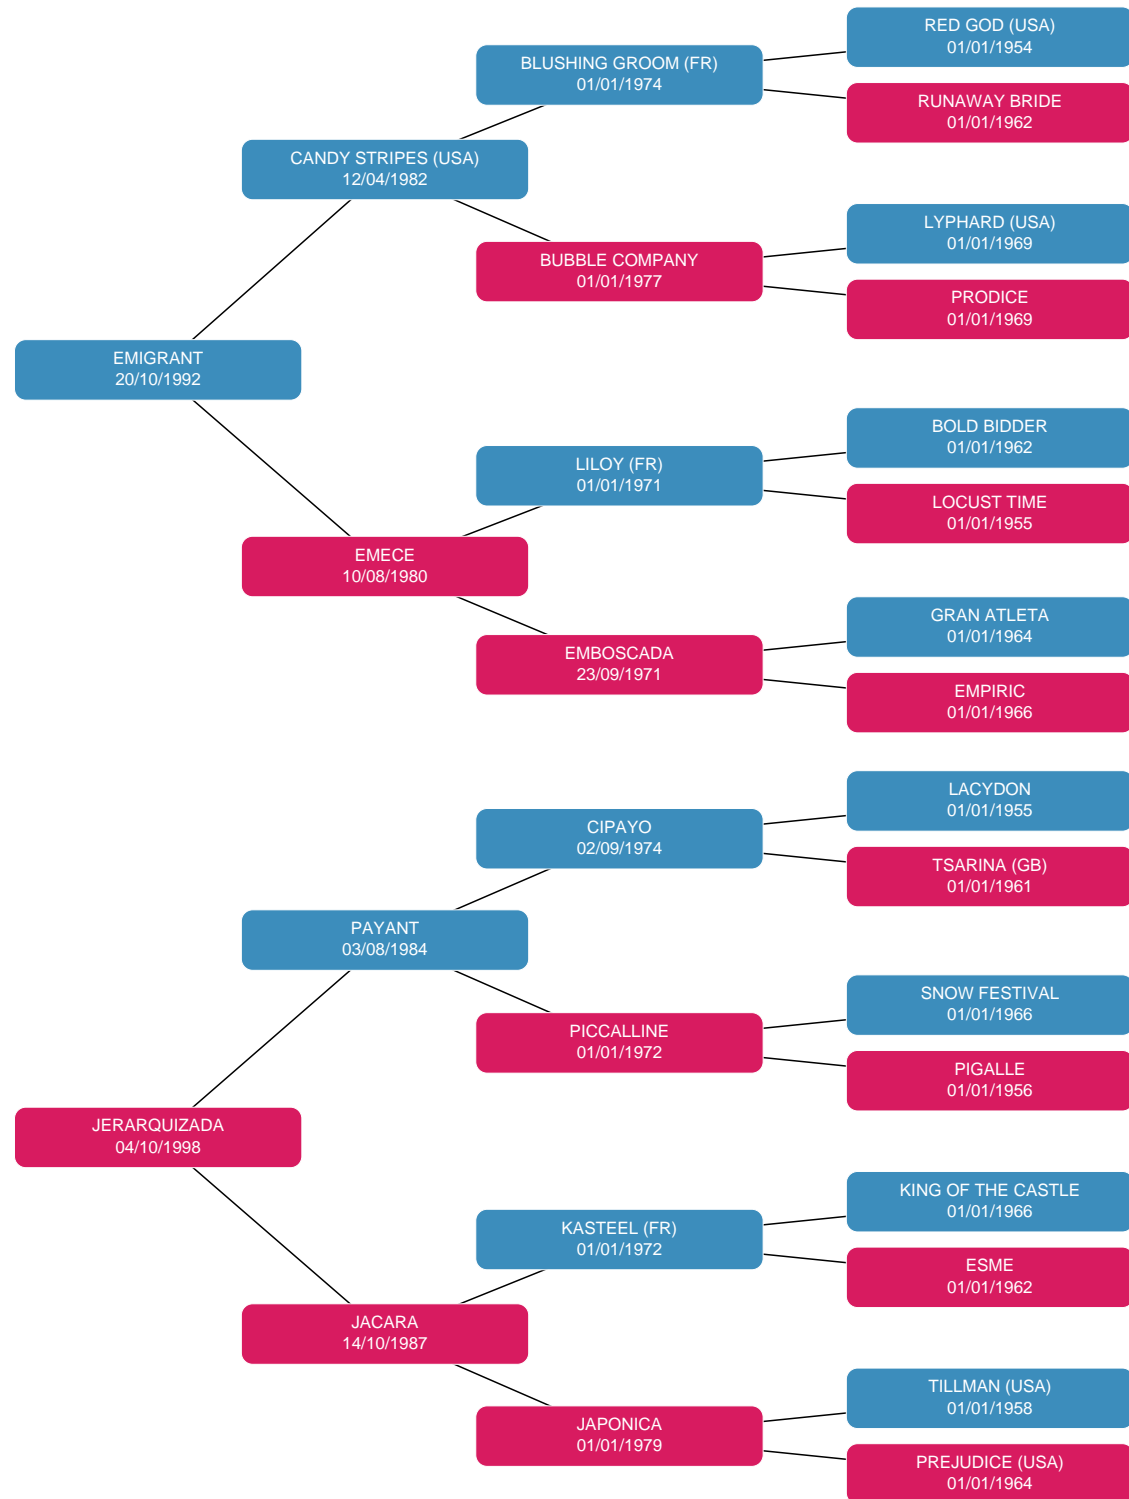 RED GOD (USA)
01/01/1954
BLUSHING GROOM (FR)
01/01/1974
RUNAWAY BRIDE
01/01/1962
CANDY STRIPES (USA)
12/04/1982
LYPHARD (USA)
01/01/1969
BUBBLE COMPANY
01/01/1977
PRODICE
01/01/1969
EMIGRANT
20/10/1992
BOLD BIDDER
01/01/1962
LILOY (FR)
01/01/1971
LOCUST TIME
01/01/1955
EMECE
10/08/1980
GRAN ATLETA
01/01/1964
EMBOSCADA
23/09/1971
EMPIRIC
01/01/1966
LACYDON
01/01/1955
CIPAYO
02/09/1974
TSARINA (GB)
01/01/1961
PAYANT
03/08/1984
SNOW FESTIVAL
01/01/1966
PICCALLINE
01/01/1972
PIGALLE
01/01/1956
JERARQUIZADA
04/10/1998
KING OF THE CASTLE
01/01/1966
KASTEEL (FR)
01/01/1972
ESME
01/01/1962
JACARA
14/10/1987
TILLMAN (USA)
01/01/1958
JAPONICA
01/01/1979
PREJUDICE (USA)
01/01/1964